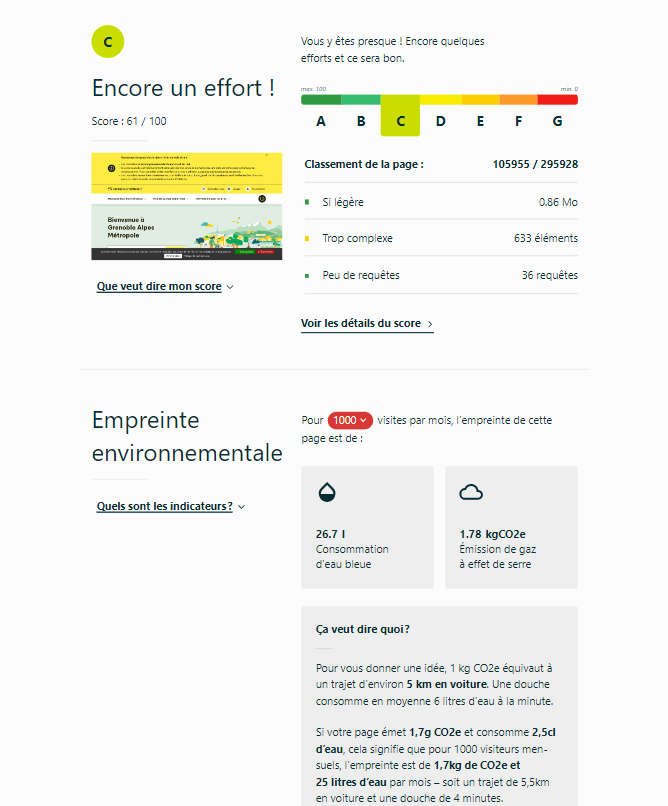 C
Encore un effort !
Score : 61 / 100
Bienvenue à
Grenoble Alpes
Métropole
Que veut dire mon score
Vous y êtes presque ! Encore quelques
efforts et ce sera bon.
max. 100 min. 0
A B C D E F G
Classement de la page : 105955 / 295928
Si légère 0.86 Mo
Trop complexe 633 éléments
Peu de requêtes 36 requêtes
Voir les détails du score
Empreinte
environnementale
Quels sont les indicateurs?
Pour 1000 visites par mois, l'empreinte de cette
page est de :
26.7 l
Consommation
d'eau bleue
1.78 kgCO2e
Émission de gaz
à effet de serre
Ça veut dire quoi?
Pour vous donner une idée, 1 kg CO2e équivaut à
un trajet d'environ 5 km en voiture. Une douche
consomme en moyenne 6 litres d'eau à la minute.
Si votre page émet 1,7g CO2e et consomme 2,5cl
d'eau, cela signifie que pour 1000 visiteurs men-
suels, l'empreinte est de 1,7kg de CO2e et
25 litres d'eau par mois – soit un trajet de 5,5km
en voiture et une douche de 4 minutes.